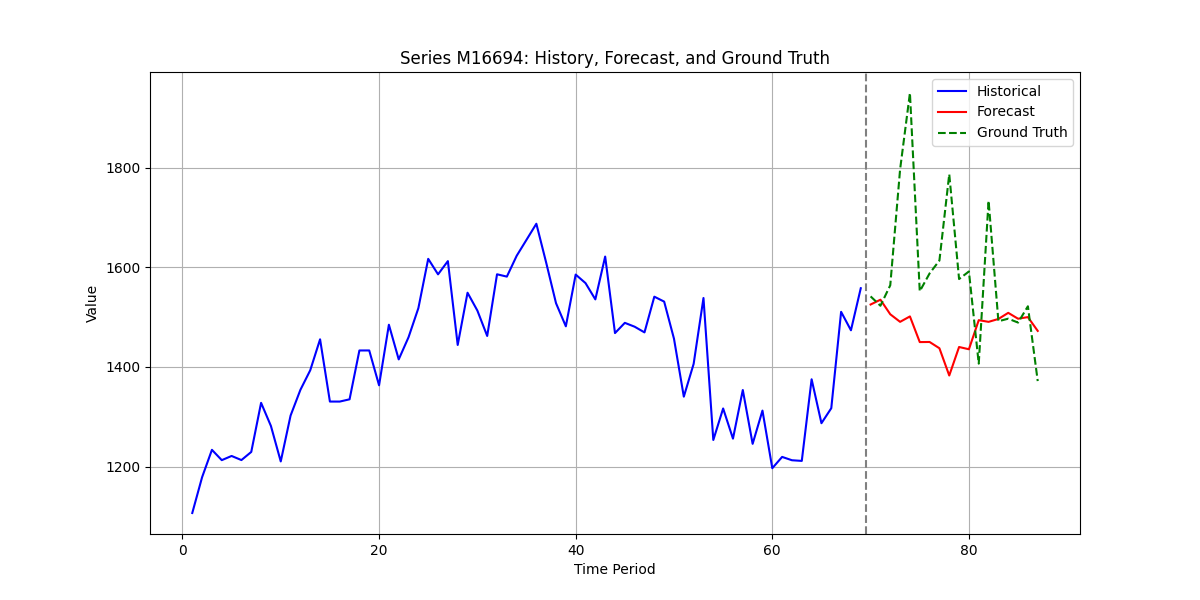 Series M16694: History, Forecast, and Ground Truth
Historical
Forecast
Ground Truth
Value
1800
1600
1400
1200
0 20 40 60 80
Time Period